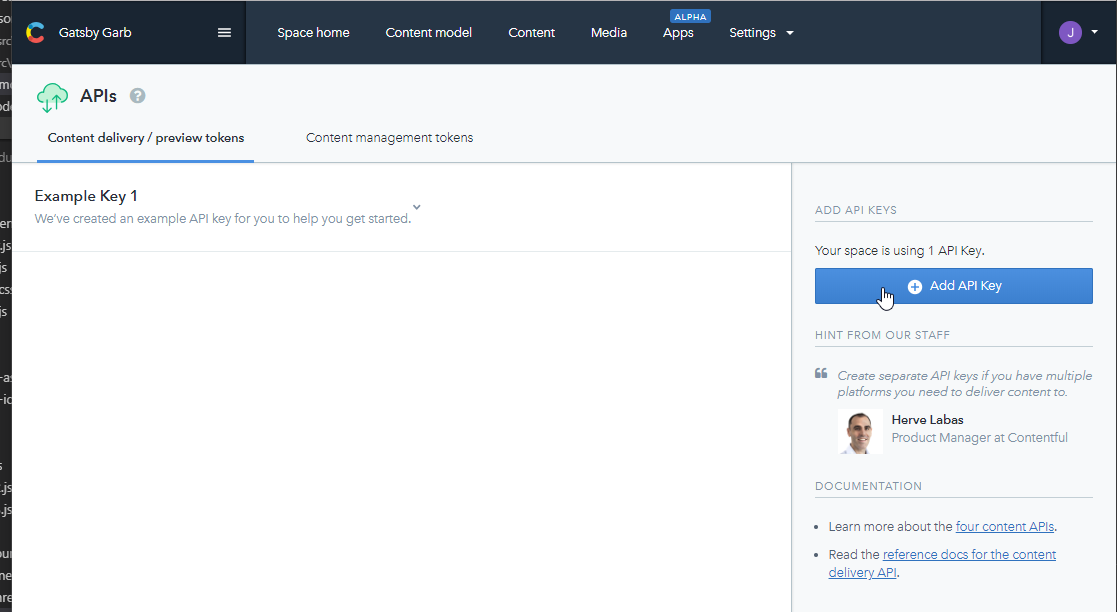 Gatsby Garb
Space home
Content model
Content
Media
ALPHA
Apps
Settings
J
APIs
?
Content delivery / preview tokens
Content management tokens
Example Key 1
We've created an example API key for you to help you get started.
ADD API KEYS
Your space is using 1 API Key.
Add API Key
HINT FROM OUR STAFF
Create separate API keys if you have multiple
platforms you need to deliver content to.
Herve Labas
Product Manager at Contentful
DOCUMENTATION
Learn more about the four content APIs.
Read the reference docs for the content
delivery API.